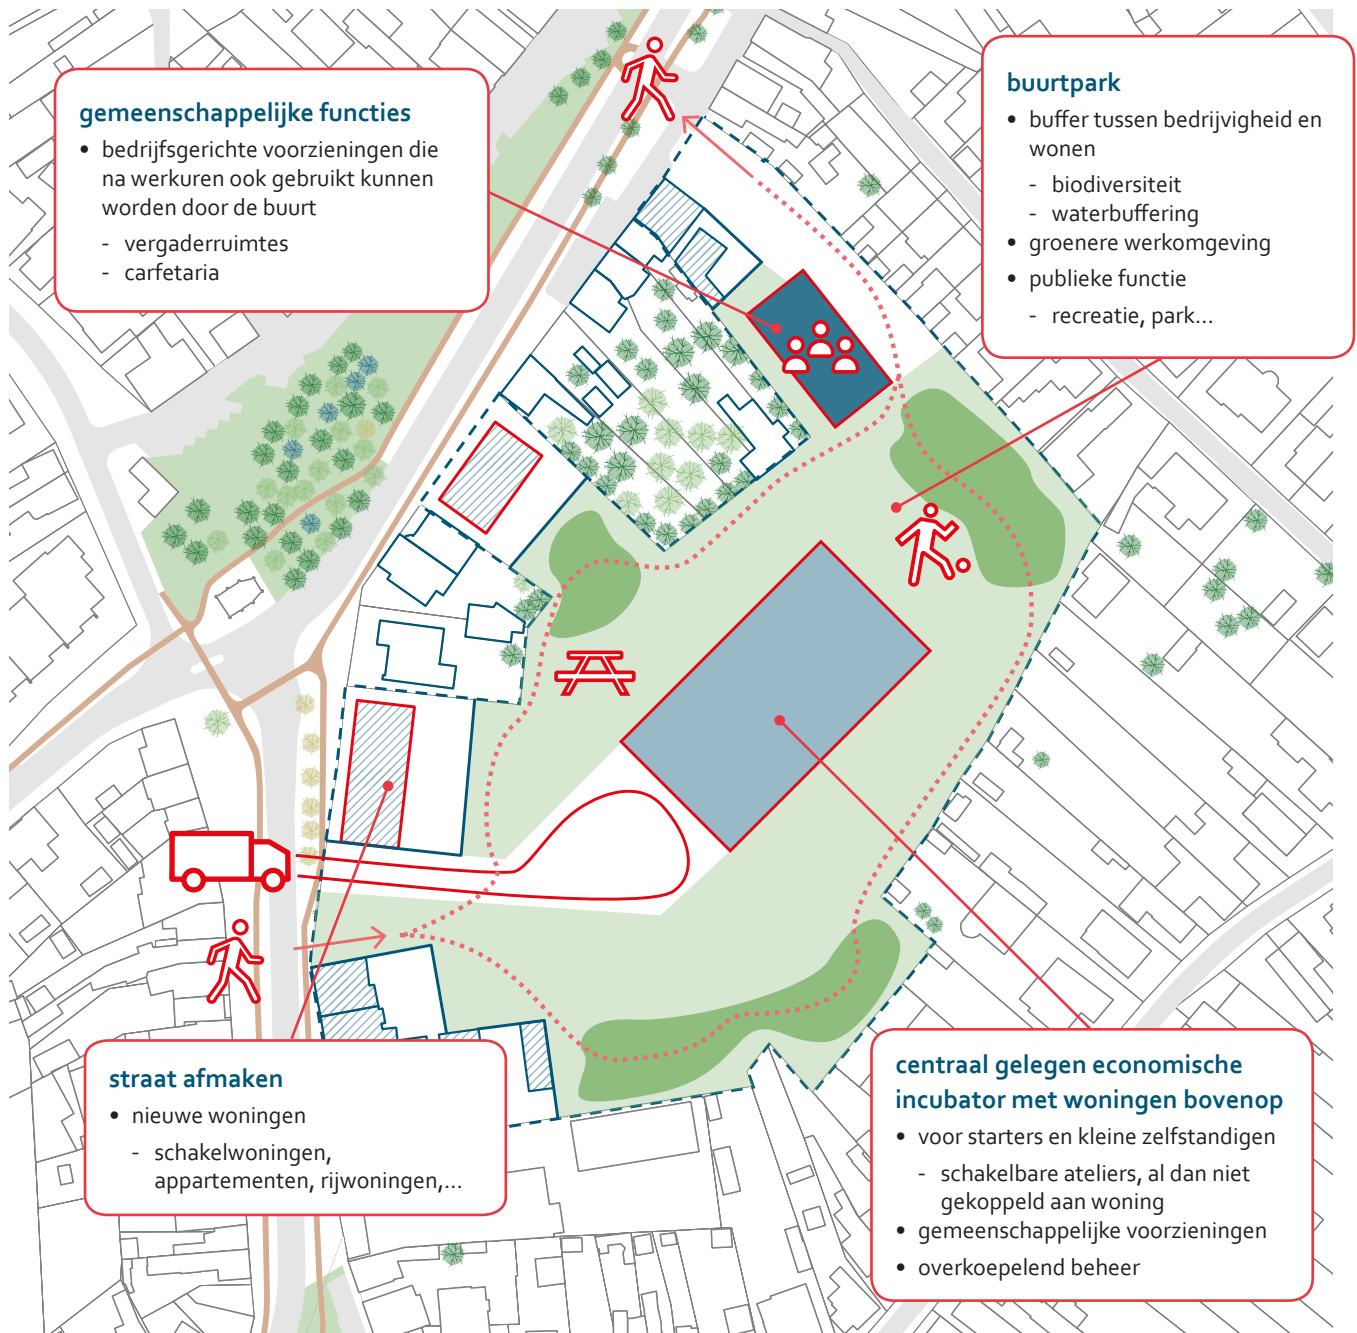 gemeenschappelijke functies
• bedrijfsgerichte voorzieningen die
na werkuren ook gebruikt kunnen
worden door de buurt
- vergaderruimtes
- carfetaria
buurtpark
• buffer tussen bedrijvigheid en
wonen
- biodiversiteit
- waterbuffering
• groenere werkomgeving
• publieke functie
- recreatie, park...
straat afmaken
• nieuwe woningen
- schakelwoningen,
appartementen, rijwoningen,...
centraal gelegen economische
incubator met woningen bovenop
• voor starters en kleine zelfstandigen
- schakelbare ateliers, al dan niet
gekoppeld aan woning
• gemeenschappelijke voorzieningen
• overkoepelend beheer